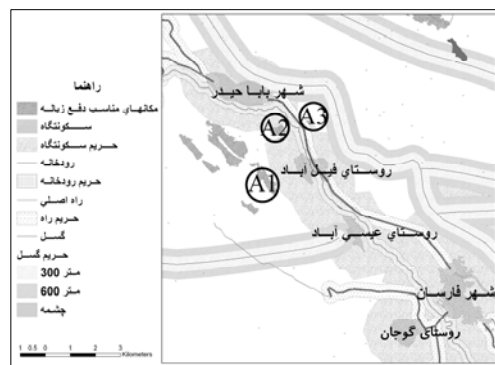 راهنما
مکانهای مناسب دفع زباله
سکونتگاه
حریم سکونتگاه
رودخانه
حریم رودخانه
راه اصلی
حریم راه
گسل
حریم گسل
300 متر
600 متر
چشمه
1 0.5 0 1 2 3
Kilometers
شهر بابا حیدر
A3
A2
روستای فیل آباد
A1
روستای عیسی آباد
شهر فارسان
روستای گوجان